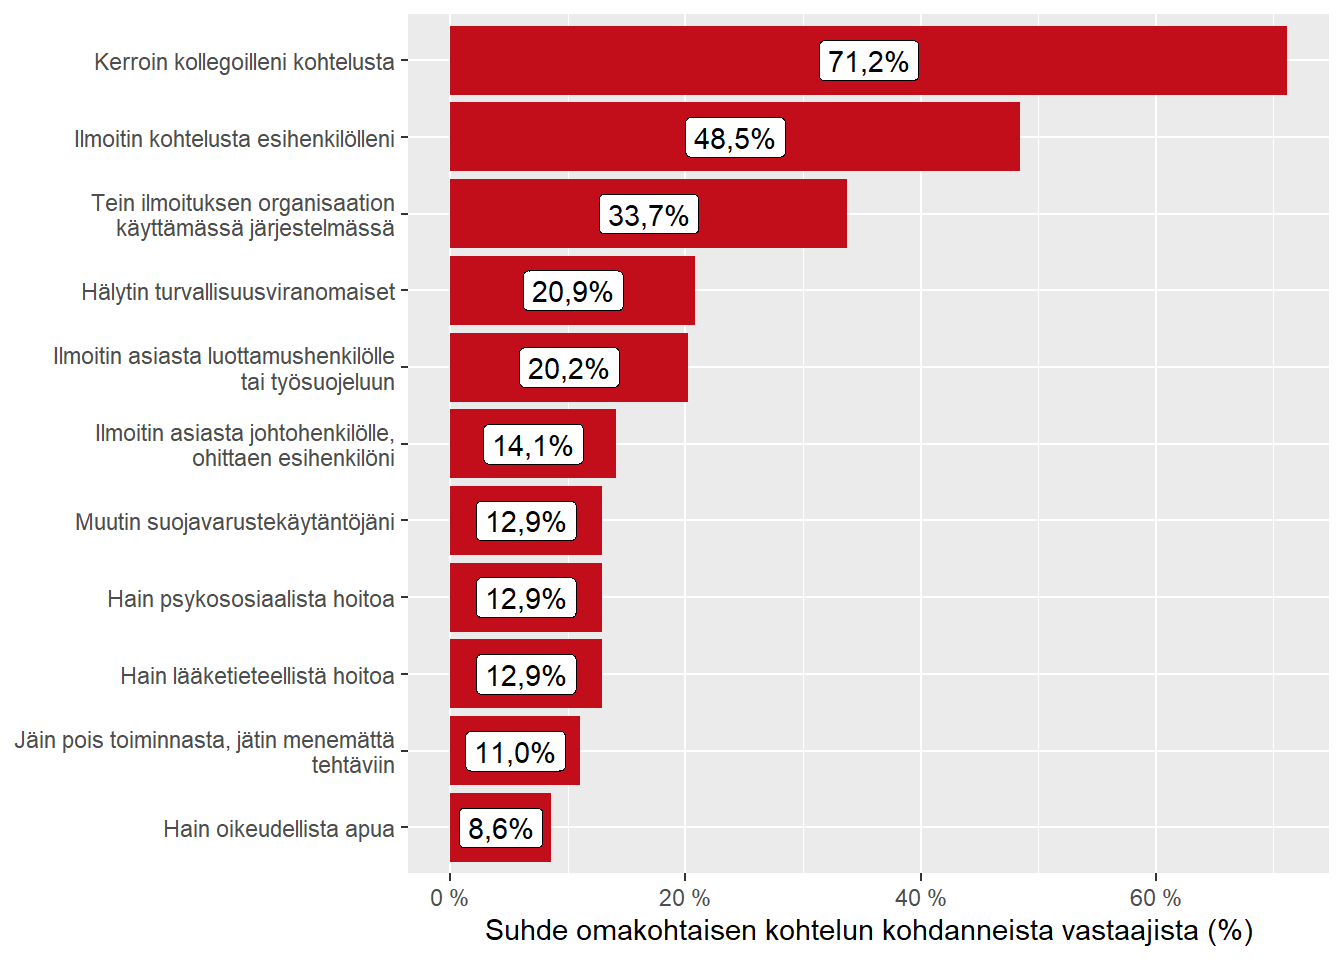 Kerroin kollegoilleni kohtelusta
71,2%
Ilmoitin kohtelusta esihenkilölleni
48,5%
Tein ilmoituksen organisaation
käyttämässä järjestelmässä
33,7%
Hälytin turvallisuusviranomaiset
20,9%
Ilmoitin asiasta luottamushenkilölle
tai työsuojeluun
20,2%
Ilmoitin asiasta johtohenkilölle,
ohittaen esihenkilöni
14,1%
Muutin suojavarustekäytäntöjäni
12,9%
Hain psykososiaalista hoitoa
12,9%
Hain lääketieteellistä hoitoa
12,9%
Jäin pois toiminnasta, jätin menemättä
tehtäviin
11,0%
Hain oikeudellista apua
8,6%
0 % 20 % 40 % 60 %
Suhde omakohtaisen kohtelun kohdanneista vastaajista (%)